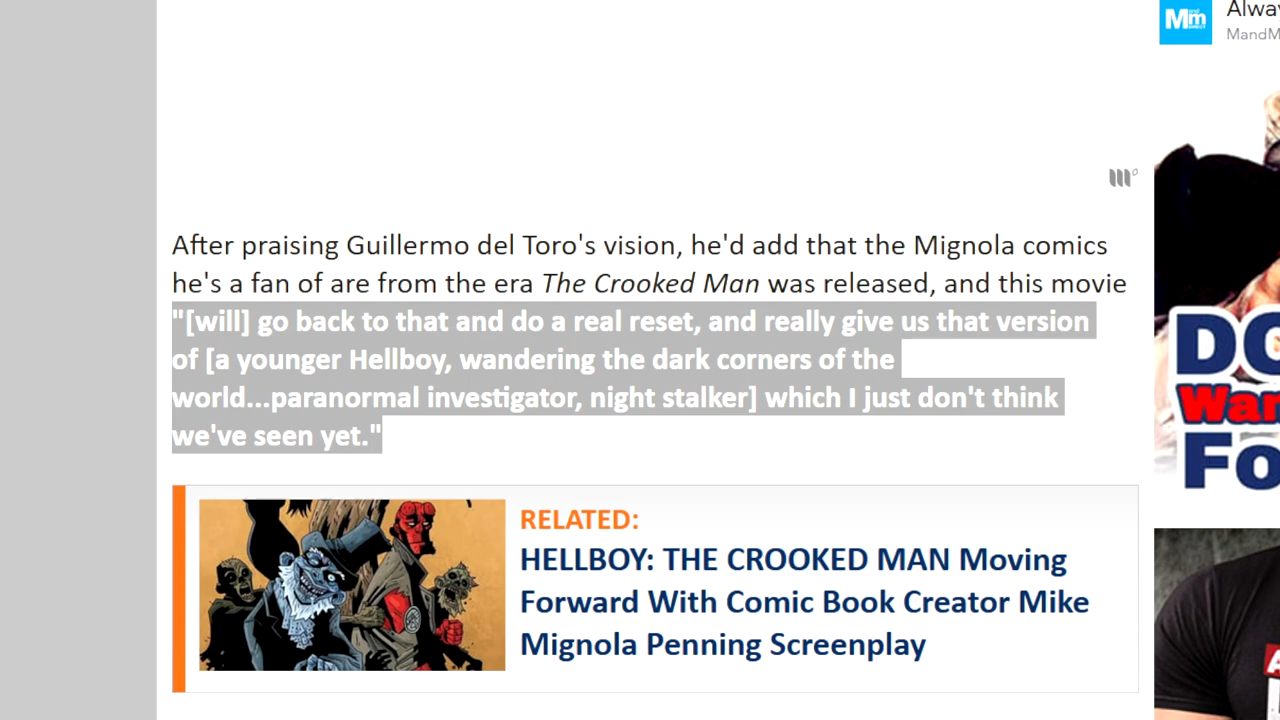 Mm
Alwa
MandM
After praising Guillermo del Toro's vision, he'd add that the Mignola comics
he's a fan of are from the era The Crooked Man was released, and this movie
"[will] go back to that and do a real reset, and really give us that version
of [a younger Hellboy, wandering the dark corners of the
world...paranormal investigator, night stalker] which I just don't think
we've seen yet."
RELATED:
HELLBOY: THE CROOKED MAN Moving
Forward With Comic Book Creator Mike
Mignola Penning Screenplay
DO
Wan
Fo